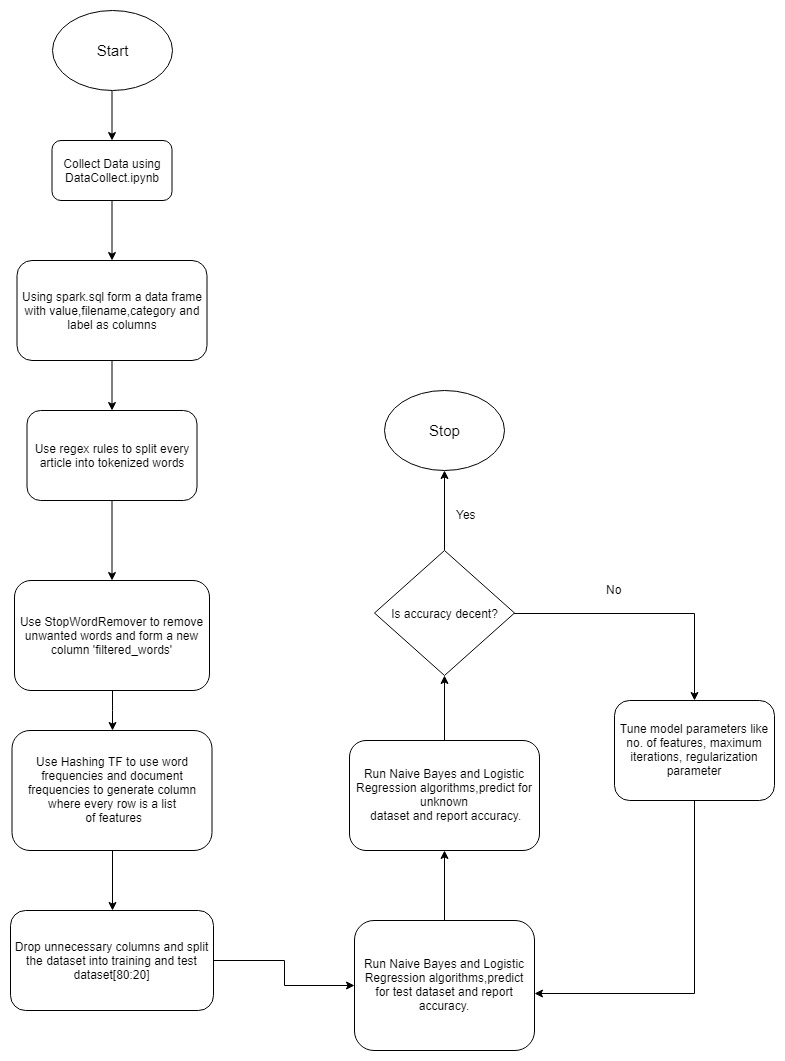 Start
Collect Data using
DataCollect.ipynb
Using spark.sql form a data frame
with value,filename,category and
label as columns
Use regex rules to split every
article into tokenized words
Use StopWordRemover to remove
unwanted words and form a new
column 'filtered_words'
Use Hashing TF to use word
frequencies and document
frequencies to generate column
where every row is a list
of features
Drop unnecessary columns and split
the dataset into training and test
dataset[80:20]
Run Naive Bayes and Logistic
Regression algorithms,predict
for test dataset and report
accuracy.
Run Naive Bayes and Logistic
Regression algorithms,predict for
unknown
dataset and report accuracy.
Is accuracy decent?
Yes
Stop
No
Tune model parameters like
no. of features, maximum
iterations, regularization
parameter